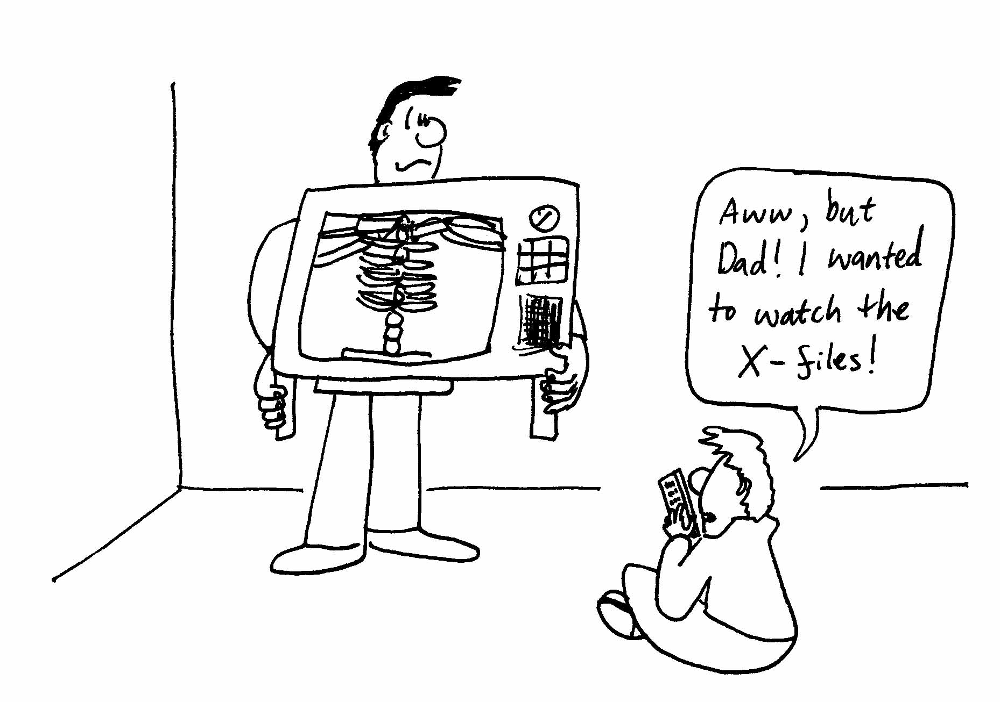 Aww, but
Dad! I wanted
to watch the
X-files!